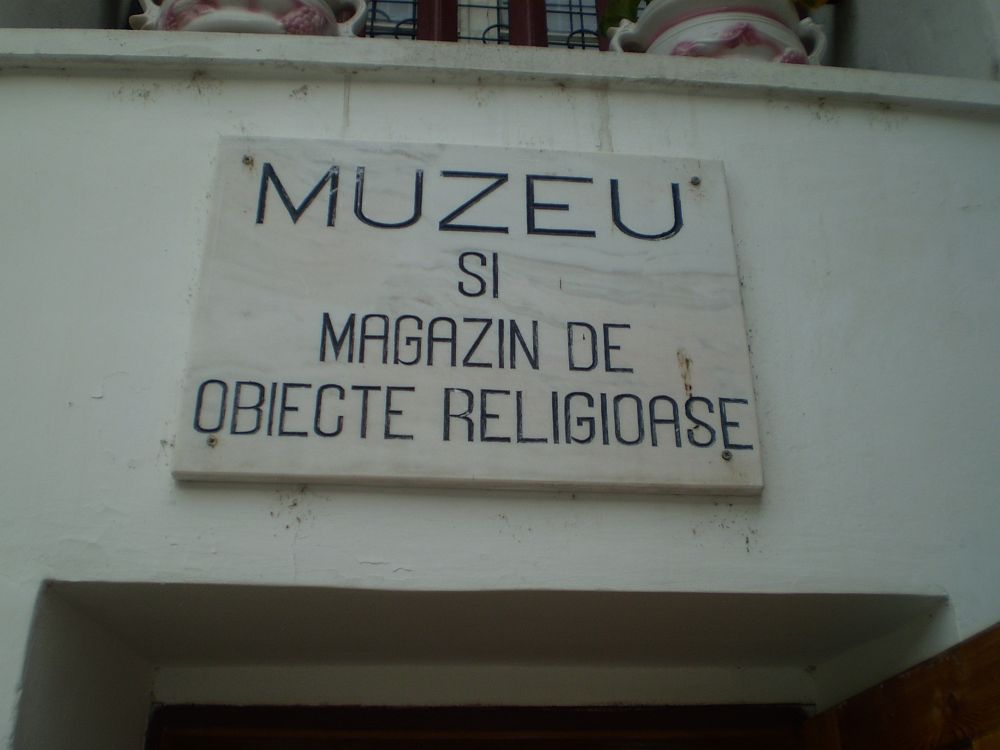 MUZEU
SI
MAGAZIN DE
OBIECTE RELIGIOASE